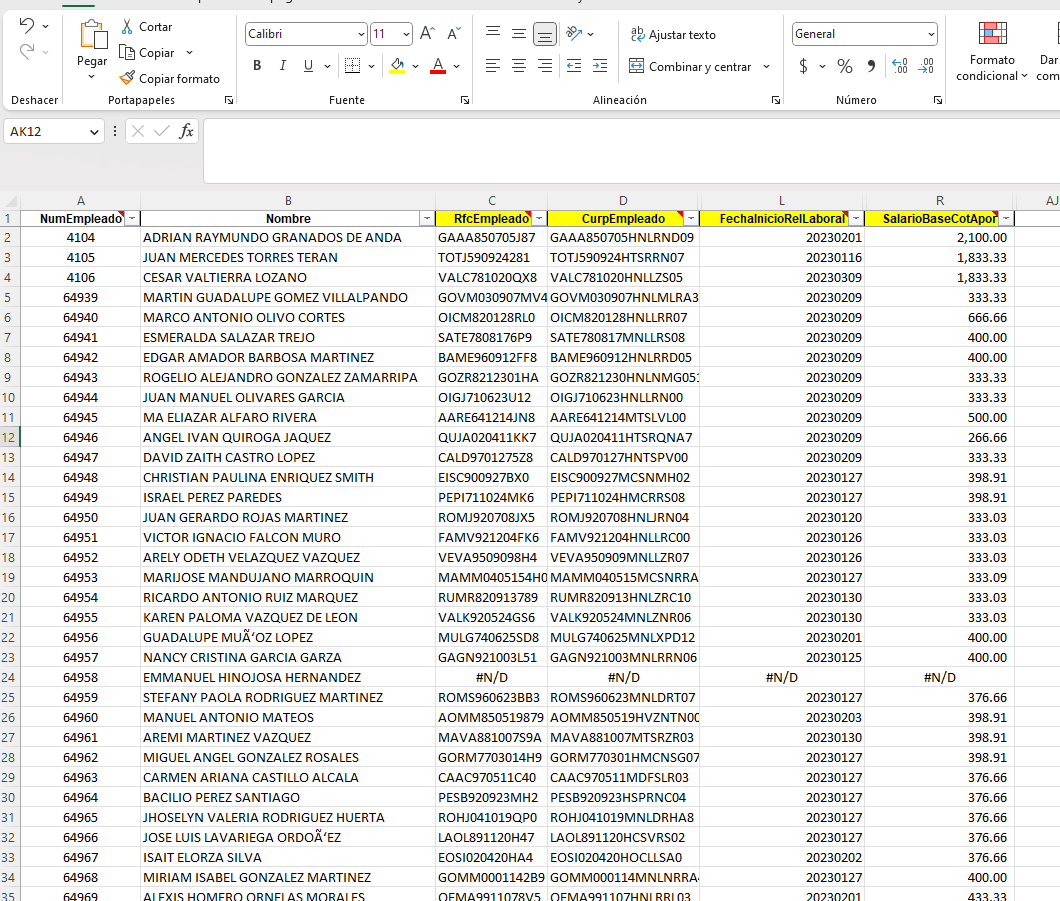 Cortar
Copiar
Copiar formato
Pegar
Calibri 11
N K U
Ajustar texto
Combinar y centrar
General
$ % 000
Formato condicional
Dar
Deshacer Portapapeles Fuente Alineación Número
AK12 fx
A B C D L R AJ
1 NumEmpleado Nombre RfcEmpleado CurpEmpleado FechaInicioRelLaboral SalarioBaseCotApor
2 4104 ADRIAN RAYMUNDO GRANADOS DE ANDA GAAA850705J87 GAAA850705HNLRND09 20230201 2,100.00
3 4105 JUAN MERCEDES TORRES TERAN TOTJ590924281 TOTJ590924HTSRRN07 20230116 1,833.33
4 4106 CESAR VALTIERRA LOZANO VALC781020QX8 VALC781020HNLLZS05 20230309 1,833.33
5 64939 MARTIN GUADALUPE GOMEZ VILLALPANDO GOVM030907MV4 GOVM030907HNLMLRA3 20230209 333.33
6 64940 MARCO ANTONIO OLIVO CORTES OICM820128RL0 OICM820128HNLLRR07 20230209 666.66
7 64941 ESMERALDA SALAZAR TREJO SATE7808176P9 SATE780817MNLLRS08 20230209 400.00
8 64942 EDGAR AMADOR BARBOSA MARTINEZ BAME960912FF8 BAME960912HNLRRD05 20230209 400.00
9 64943 ROGELIO ALEJANDRO GONZALEZ ZAMARRIPA GOZR8212301HA GOZR821230HNLNMG051 20230209 333.33
10 64944 JUAN MANUEL OLIVARES GARCIA OIGJ710623U12 OIGJ710623HNLLRN00 20230209 333.33
11 64945 MA ELIAZAR ALFARO RIVERA AARE641214JN8 AARE641214MTSLVL00 20230209 500.00
12 64946 ANGEL IVAN QUIROGA JAQUEZ QUJA020411KK7 QUJA020411HTSRQNA7 20230209 266.66
13 64947 DAVID ZAITH CASTRO LOPEZ CALD9701275Z8 CALD970127HNTSPV00 20230209 333.33
14 64948 CHRISTIAN PAULINA ENRIQUEZ SMITH EISC900927BX0 EISC900927MCSNMH02 20230127 398.91
15 64949 ISRAEL PEREZ PAREDES PEPI711024MK6 PEPI711024HMCRRS08 20230127 398.91
16 64950 JUAN GERARDO ROJAS MARTINEZ ROMJ920708JX5 ROMJ920708HNLJRN04 20230120 333.03
17 64951 VICTOR IGNACIO FALCON MURO FAMV921204FK6 FAMV921204HNLLRC00 20230126 333.03
18 64952 ARELY ODETH VELAZQUEZ VAZQUEZ VEVA9509098H4 VEVA950909MNLLZR07 20230126 333.03
19 64953 MARIJOSE MANDUJANO MARROQUIN MAMM0405154H0 MAMM040515MCSNRRA 20230127 333.09
20 64954 RICARDO ANTONIO RUIZ MARQUEZ RUMR820913789 RUMR820913HNLZRC10 20230130 333.03
21 64955 KAREN PALOMA VAZQUEZ DE LEON VALK920524GS6 VALK920524MNLZNR06 20230130 333.03
22 64956 GUADALUPE MUÃ‘OZ LOPEZ MULG740625SD8 MULG740625MNLXPD12 20230201 400.00
23 64957 NANCY CRISTINA GARCIA GARZA GAGN921003L51 GAGN921003MNLRRN06 20230125 400.00
24 64958 EMMANUEL HINOJOSA HERNANDEZ #N/D #N/D #N/D #N/D
25 64959 STEFANY PAOLA RODRIGUEZ MARTINEZ ROMS960623BB3 ROMS960623MNLDRT07 20230127 376.66
26 64960 MANUEL ANTONIO MATEOS AOMM850519879 AOMM850519HVZNTN00 20230203 398.91
27 64961 AREMI MARTINEZ VAZQUEZ MAVA881007S9A MAVA881007MTSRZR03 20230130 398.91
28 64962 MIGUEL ANGEL GONZALEZ ROSALES GORM7703014H9 GORM770301HMCNSG07 20230127 398.91
29 64963 CARMEN ARIANA CASTILLO ALCALA CAAC970511C40 CAAC970511MDFSLR03 20230127 376.66
30 64964 BACILIO PEREZ SANTIAGO PESB920923MH2 PESB920923HSPRNC04 20230127 376.66
31 64965 JHOSELYN VALERIA RODRIGUEZ HUERTA ROHJ041019QP0 ROHJ041019MNLDRHA8 20230127 376.66
32 64966 JOSE LUIS LAVARIEGA ORDOÃ‘EZ LAOL891120H47 LAOL891120HCSVRS02 20230127 376.66
33 64967 ISAIT ELORZA SILVA EOSI020420HA4 EOSI020420HOCLLSA0 20230202 376.66
34 64968 MIRIAM ISABEL GONZALEZ MARTINEZ GOMM0001142B9 GOMM000114MNLNRRA 20230127 400.00
35 64969 ALEXIS HOMERO ORNELAS MORALES OEMA9911078V5 OEMA991107HNLRRL03 20230201 433.33